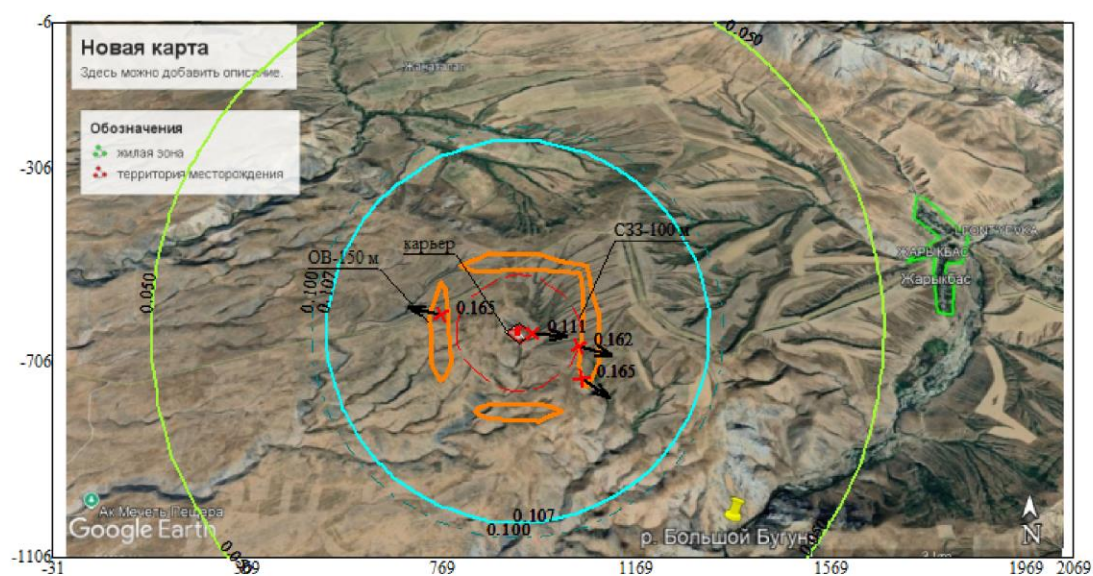 -6
-306
-706
-1106
Новая карта
Здесь можно добавить описание.
Обозначения
жилая зона
территория месторождения
0.050
ОВ-150 м
карьер
СЗЗ-100 м
ЖАРЫКБАС
Жарыкбас
0.050
0.100
0.107
0.165
0.111
0.162
0.165
0.107
0.100
Ак Мечеть Пещера
Google Earth
р. Большой Бугун
N
-31
769
1169
1569
1969
2069